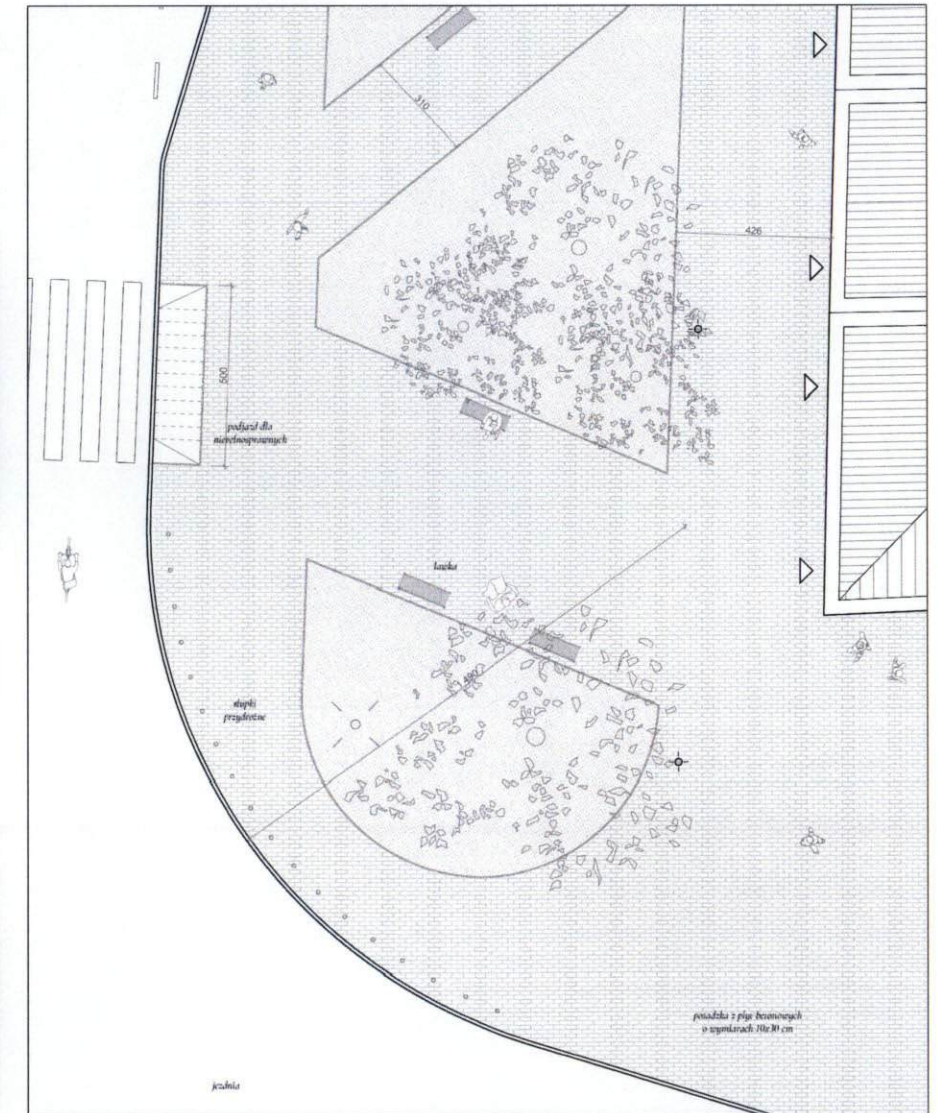 310
426
500
podjazd dla
niepełnosprawnych
ławka
słupki
przydrożne
posadzka z płyt betonowych
o wymiarach 10x30 cm
jezdnia